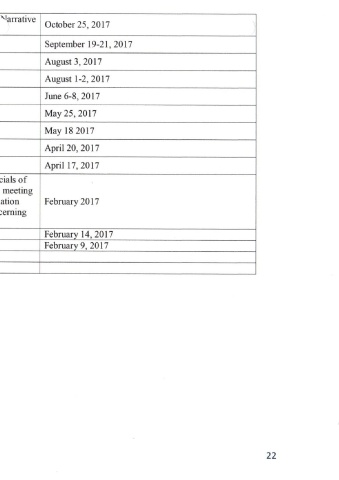 Narrative October 25, 2017
September 19-21, 2017
August 3, 2017
August 1-2, 2017
June 6-8, 2017
May 25, 2017
May 18 2017
April 20, 2017
April 17, 2017
cials of
meeting
ation February 2017
cerning
February 14, 2017
February 9, 2017
22